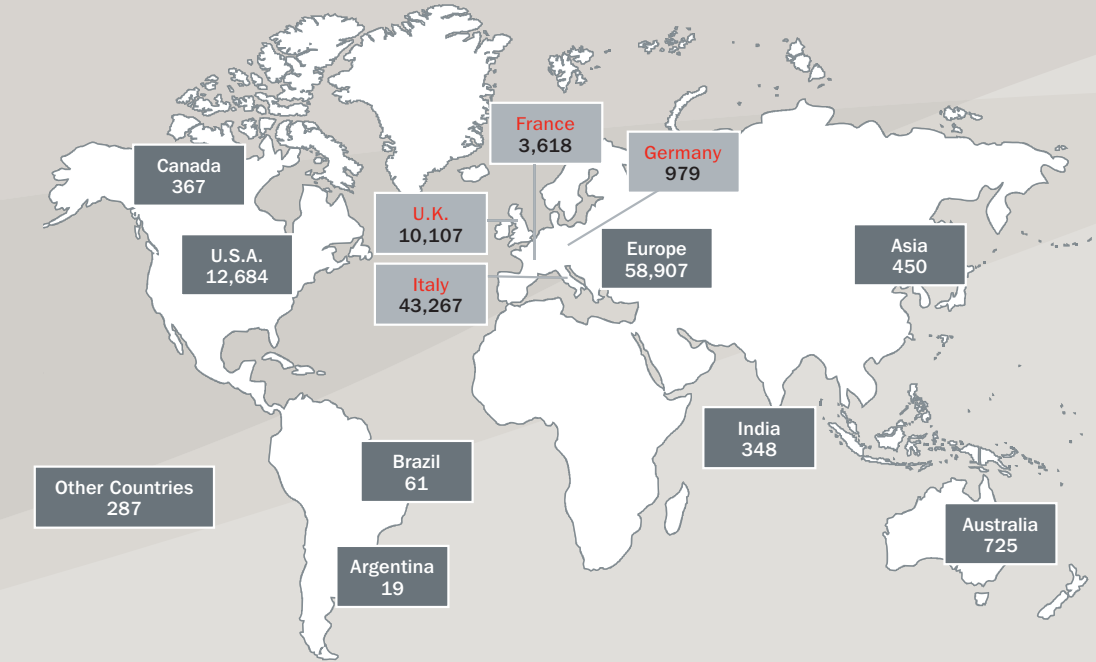 France
3,618
Germany
979
Canada
367
U.K.
10,107
U.S.A.
12,684
Europe
58,907
Asia
450
Italy
43,267
India
348
Brazil
61
Other Countries
287
Australia
725
Argentina
19